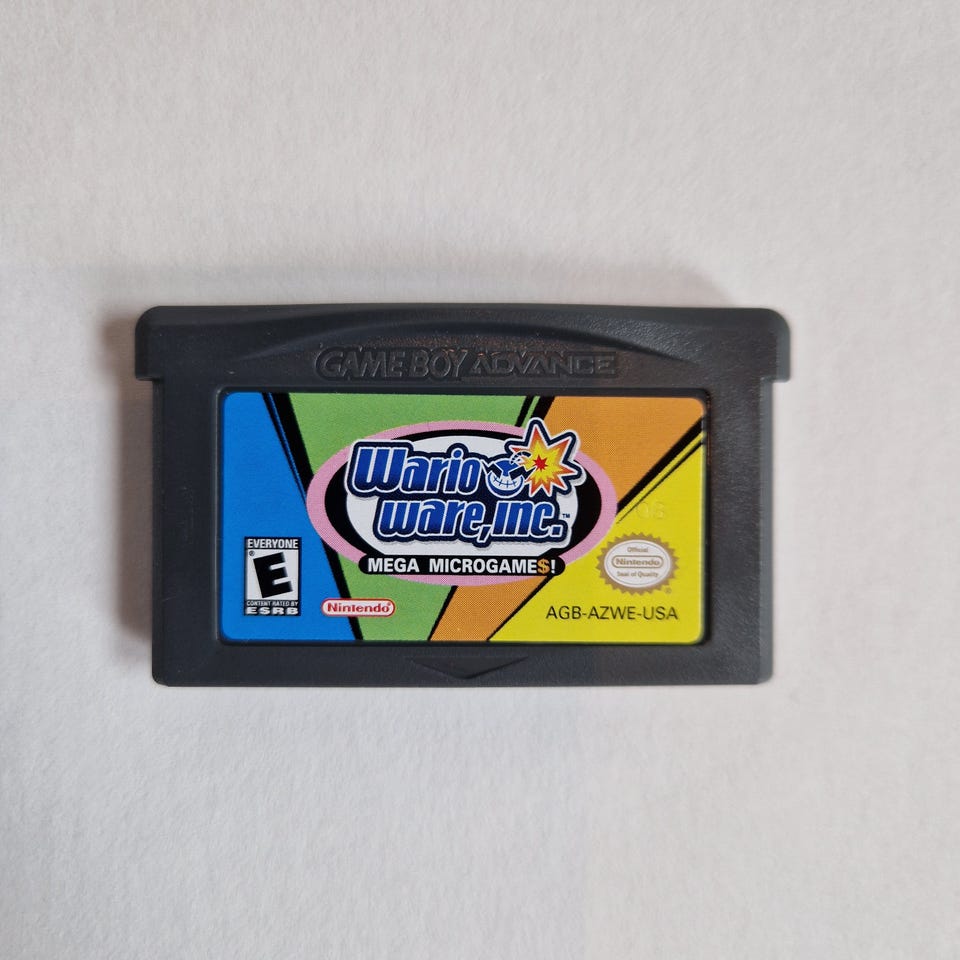 GAME BOY ADVANCE
Wario
Ware, Inc.™
MEGA MICROGAME$!
EVERYONE
E
®
CONTENT RATED BY
ESRB
Nintendo®
Official
Nintendo
Seal of Quality
®
AGB-AZWE-USA